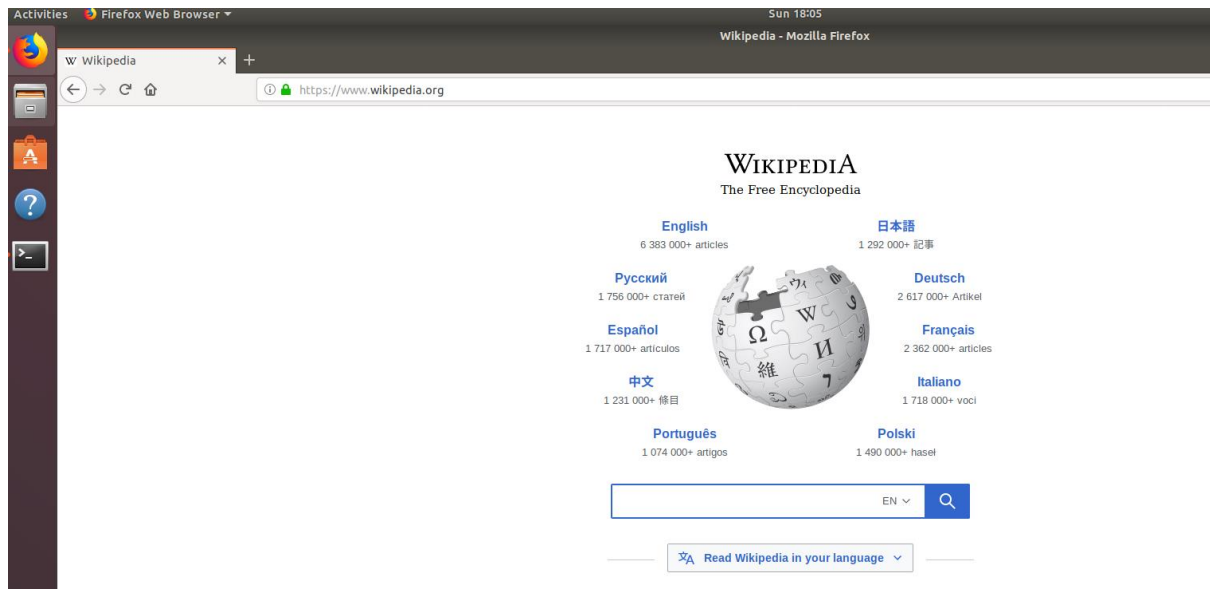 Activities Firefox Web Browser Sun 18:05
Wikipedia - Mozilla Firefox
W Wikipedia
https://www.wikipedia.org
WIKIPEDIA
The Free Encyclopedia
English 日本語
6 383 000+ articles 1 292 000+ 記事
Русский Deutsch
1 756 000+ статей 2 617 000+ Artikel
Español Français
1 717 000+ artículos 2 362 000+ articles
中文 Italiano
1 231 000+ 條目 1 718 000+ voci
Português Polski
1 074 000+ artigos 1 490 000+ haseł
Ω W И 維 ウィ 7
EN
Read Wikipedia in your language